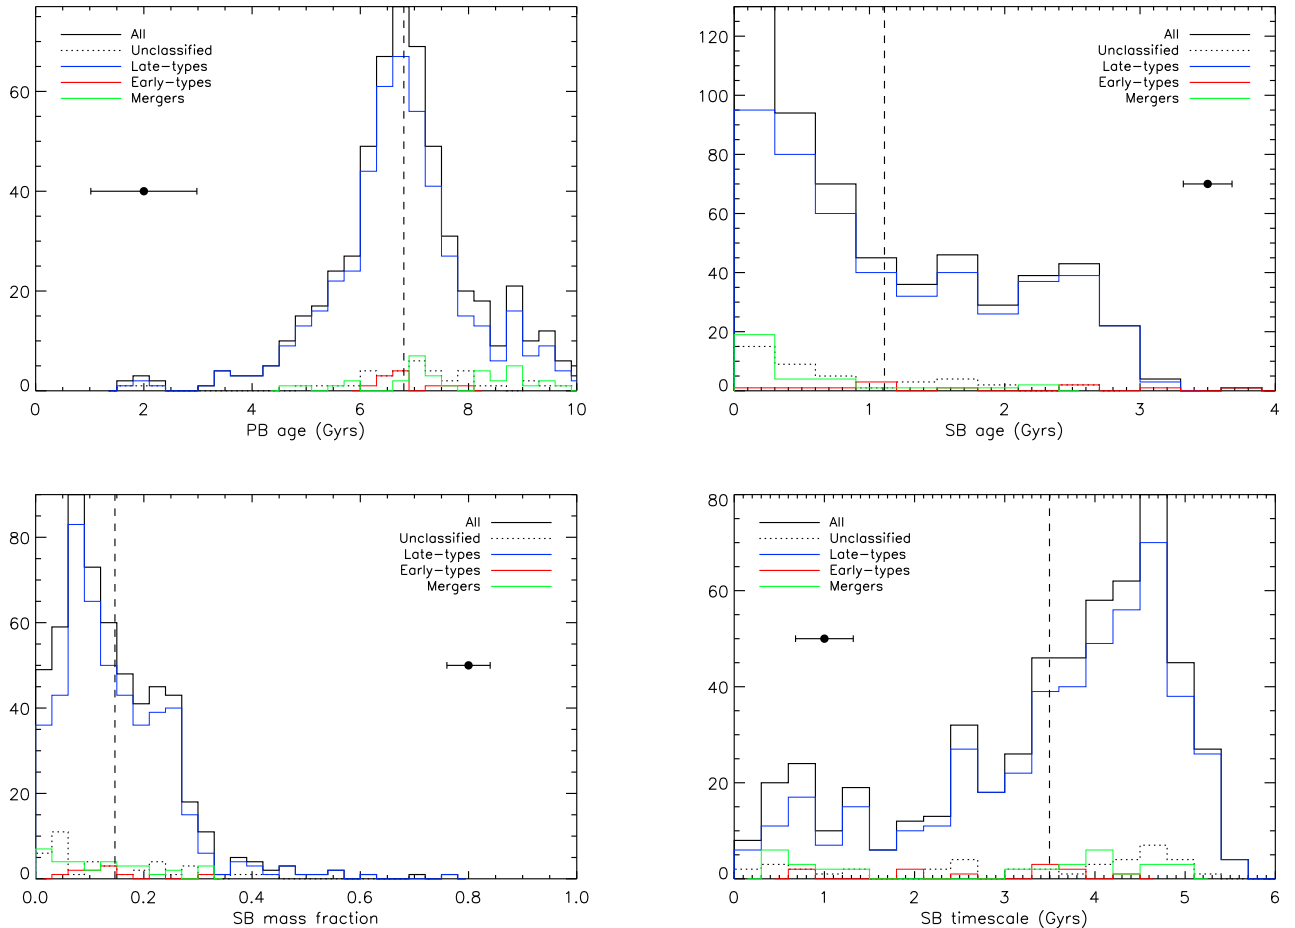 All
Unclassified
Late-types
Early-types
Mergers
60
40
20
0
0 2 4 6 8 10
PB age (Gyrs)
All
Unclassified
Late-types
Early-types
Mergers
120
100
80
60
40
20
0
0 1 2 3 4
SB age (Gyrs)
All
Unclassified
Late-types
Early-types
Mergers
80
60
40
20
0
0.0 0.2 0.4 0.6 0.8 1.0
SB mass fraction
All
Unclassified
Late-types
Early-types
Mergers
80
60
40
20
0
0 1 2 3 4 5 6
SB timescale (Gyrs)